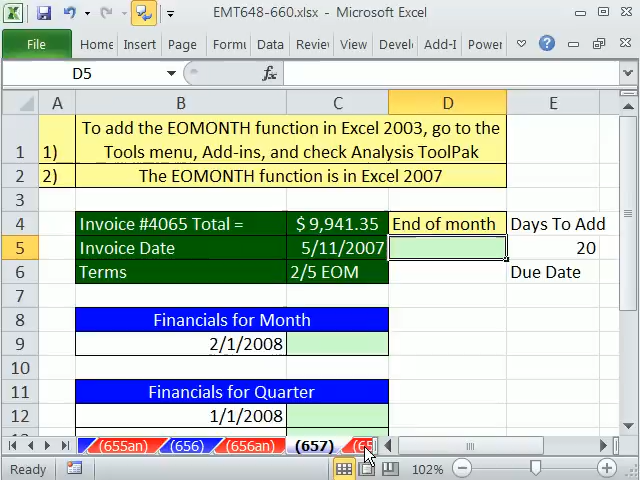 EMT648-660.xlsx - Microsoft Excel
File Home Insert Page Formu Data Review View Develo Add-I Power
D5 fx
A B C D E
1 1) To add the EOMONTH function in Excel 2003, go to the
Tools menu, Add-ins, and check Analysis ToolPak
2 2) The EOMONTH function is in Excel 2007
3
4 Invoice #4065 Total = $ 9,941.35 End of month Days To Add
5 Invoice Date 5/11/2007 20
6 Terms 2/5 EOM Due Date
7
8 Financials for Month
9 2/1/2008
10
11 Financials for Quarter
12 1/1/2008
(655an) (656) (656an) (657) (65
Ready 102%